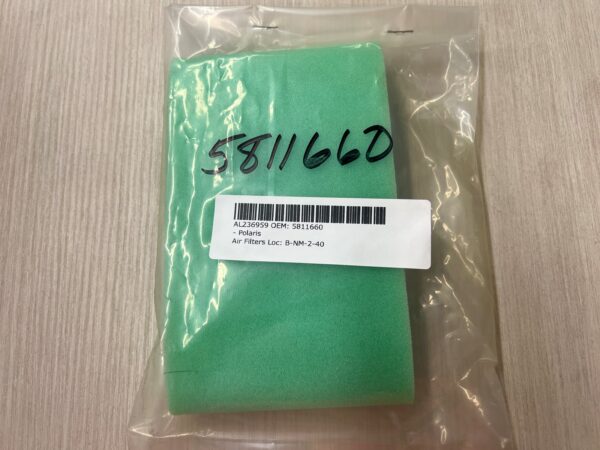 5811660
AL236959 OEM: 5811660
- Polaris
Air Filters Loc: B-NM-2-40